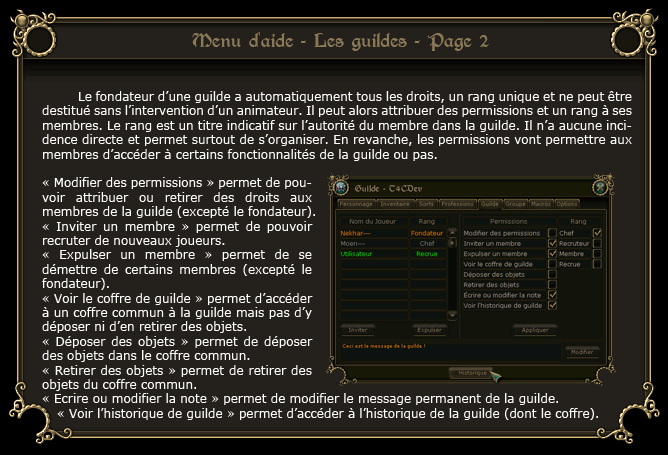 Menu d'aide - Les guildes - Page 2
Le fondateur d'une guilde a automatiquement tous les droits, un rang unique et ne peut être
destitué sans l'intervention d'un animateur. Il peut alors attribuer des permissions et un rang à ses
membres. Le rang est un titre indicatif sur l'autorité du membre dans la guilde. Il n'a aucune inci-
dence directe et permet surtout de s'organiser. En revanche, les permissions vont permettre aux
membres d'accéder à certains fonctionnalités de la guilde ou pas.
« Modifier des permissions » permet de pou-
voir attribuer ou retirer des droits aux
membres de la guilde (excepté le fondateur).
« Inviter un membre » permet de pouvoir
recruter de nouveaux joueurs.
« Expulser un membre » permet de se
démettre de certains membres (excepté le
fondateur).
« Voir le coffre de guilde » permet d'accéder
à un coffre commun à la guilde mais pas d'y
déposer ni d'en retirer des objets.
« Déposer des objets » permet de déposer
des objets dans le coffre commun.
« Retirer des objets » permet de retirer des
objets du coffre commun.
« Ecrire ou modifier la note » permet de modifier le message permanent de la guilde.
« Voir l'historique de guilde » permet d'accéder à l'historique de la guilde (dont le coffre).
Guilde - T4CDev
Personnage Inventaire Sorts Professions Guilde Groupe Macros Options
Nom du Joueur Rang Permissions Rang
Nekhar--- Fondateur Modifier des permissions Chef
Moen--- Chef Inviter un membre Recruteur
Utilisateur Recrue Expulser un membre Membre
Voir le coffre de guilde Recrue
Déposer des objets
Retirer des objets
Ecrire ou modifier la note
Voir l'historique de guilde
Inviter Expulser Appliquer
Ceci est le message de la guilde !
Modifier
Historique